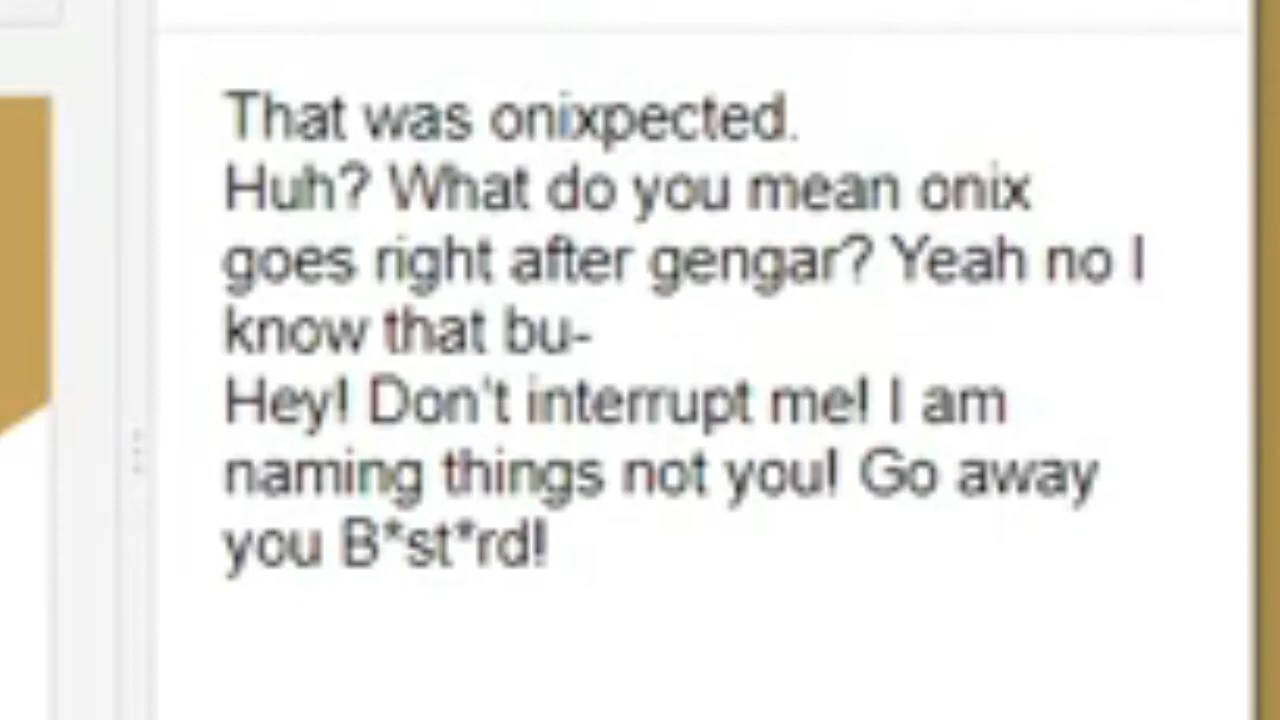 That was onixpected.
Huh? What do you mean onix
goes right after gengar? Yeah no I
know that bu-
Hey! Don't interrupt me! I am
naming things not you! Go away
you B*st*rd!